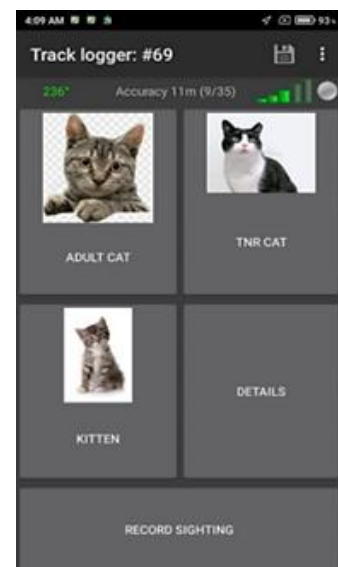 4:09 AM 93%
Track logger: #69
236° Accuracy 11m (9/35)
ADULT CAT
TNR CAT
KITTEN
DETAILS
RECORD SIGHTING